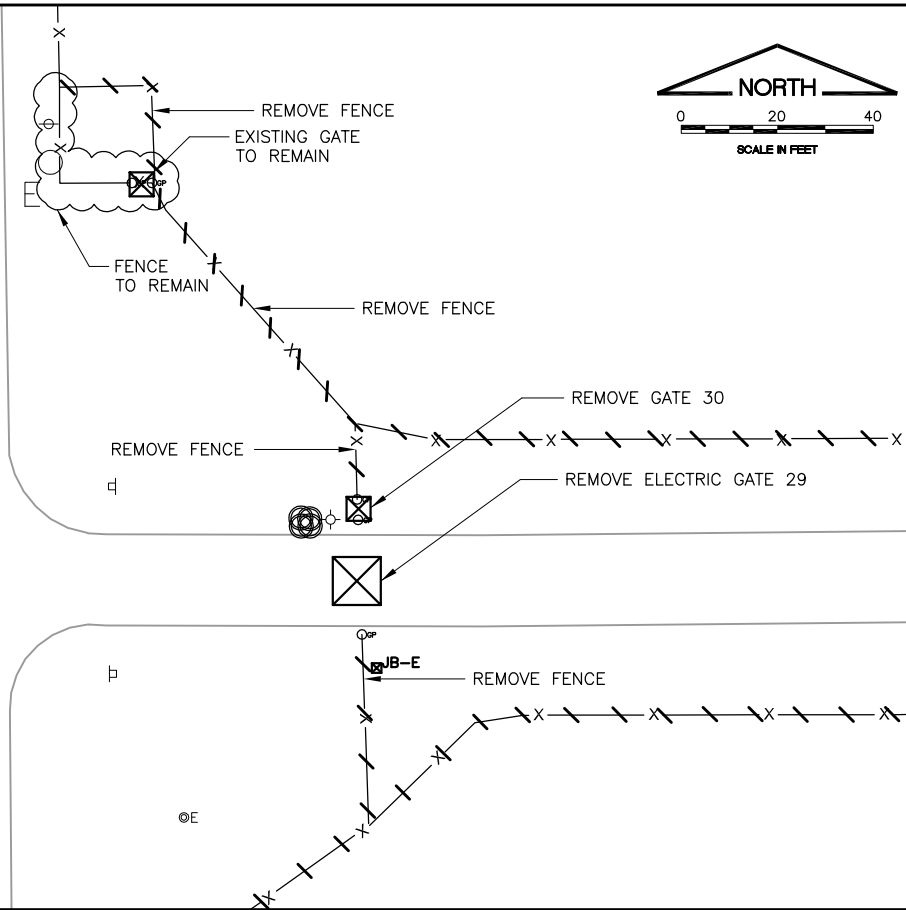 NORTH
0 20 40
SCALE IN FEET
REMOVE FENCE
EXISTING GATE
TO REMAIN
GP
FENCE
TO REMAIN
REMOVE FENCE
REMOVE GATE 30
REMOVE FENCE
REMOVE ELECTRIC GATE 29
GP
GP
JB-E
REMOVE FENCE
E